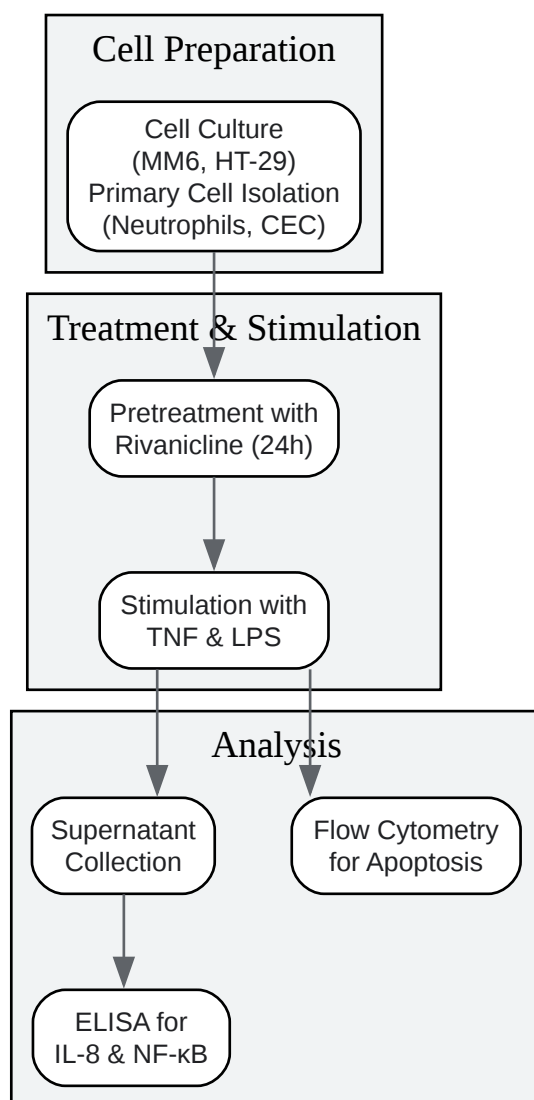 Cell Preparation
Cell Culture
(MM6, HT-29)
Primary Cell Isolation
(Neutrophils, CEC)
Treatment & Stimulation
Pretreatment with
Rivanicline (24h)
Stimulation with
TNF & LPS
Analysis
Supernatant
Collection
Flow Cytometry
for Apoptosis
ELISA for
IL-8 & NF-κB